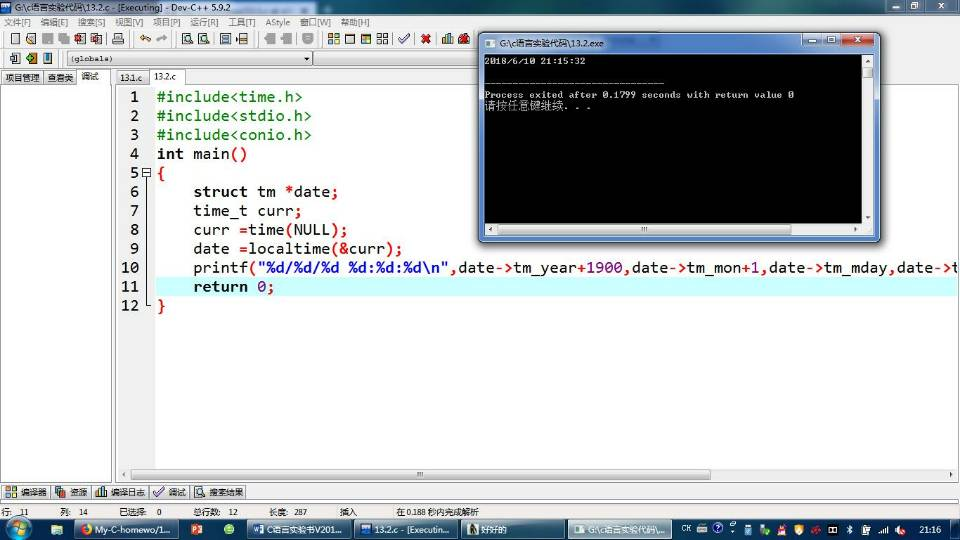 G:\c语言实验代码\13.2.c - [Executing] - Dev-C++ 5.9.2
文件[F] 编辑[E] 搜索[S] 视图[V] 项目[P] 运行[R] 工具[T] AStyle 窗口[W] 帮助[H]
(globals)
项目管理 查看类 调试 13.1.c 13.2.c
1 #include<time.h>
2 #include<stdio.h>
3 #include<conio.h>
4 int main()
5 {
6 struct tm *date;
7 time_t curr;
8 curr =time(NULL);
9 date =localtime(&curr);
10 printf("%d/%d/%d %d:%d:%d\n",date->tm_year+1900,date->tm_mon+1,date->tm_mday,date->t
11 return 0;
12 }
G:\c语言实验代码\13.2.exe
2018/6/10 21:15:32
--------------------------------
Process exited after 0.1799 seconds with return value 0
请按任意键继续. . .
编译器 资源 编译日志 调试 搜索结果
行: 11 列: 14 已选择: 0 总行数: 12 长度: 287 插入 在 0.188 秒内完成解析
My-C-homewo/1... C语言实验书V201... 13.2.c - [Executin... 好好的 G:\c语言实验代码\... CK 21:16